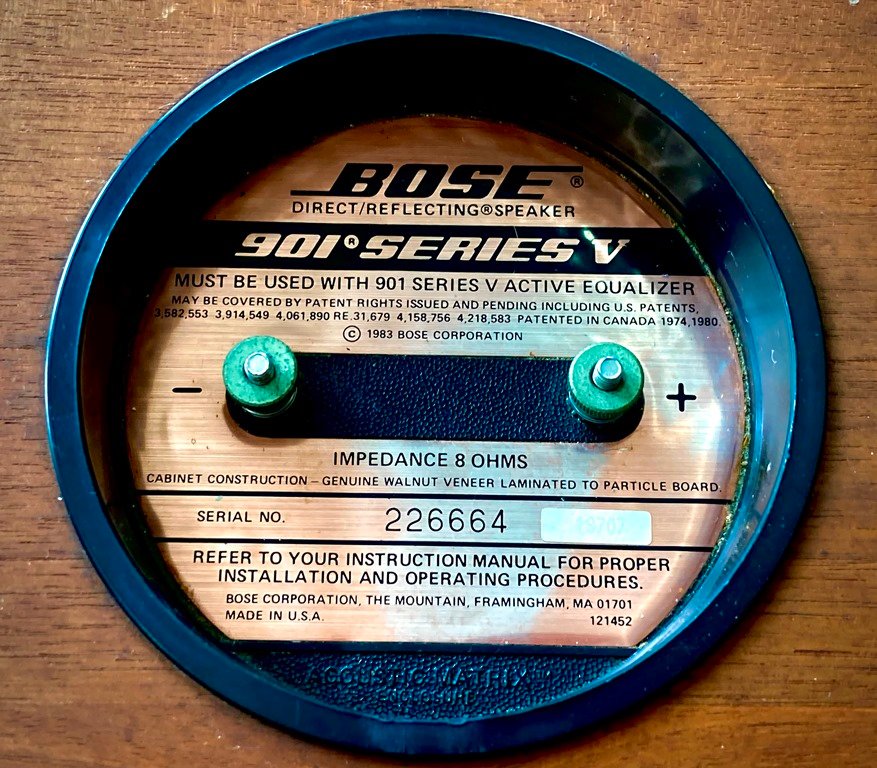 BOSE®
DIRECT/REFLECTING® SPEAKER
901® SERIES V
MUST BE USED WITH 901 SERIES V ACTIVE EQUALIZER
MAY BE COVERED BY PATENT RIGHTS ISSUED AND PENDING INCLUDING U.S. PATENTS,
3,582,553 3,914,549 4,061,890 RE.31,679 4,158,756 4,218,583 PATENTED IN CANADA 1974,1980.
© 1983 BOSE CORPORATION
− +
IMPEDANCE 8 OHMS
CABINET CONSTRUCTION – GENUINE WALNUT VENEER LAMINATED TO PARTICLE BOARD.
SERIAL NO. 226664
REFER TO YOUR INSTRUCTION MANUAL FOR PROPER
INSTALLATION AND OPERATING PROCEDURES.
BOSE CORPORATION, THE MOUNTAIN, FRAMINGHAM, MA 01701
MADE IN U.S.A. 121452
ACOUSTIC MATRIX™
ENCLOSURE